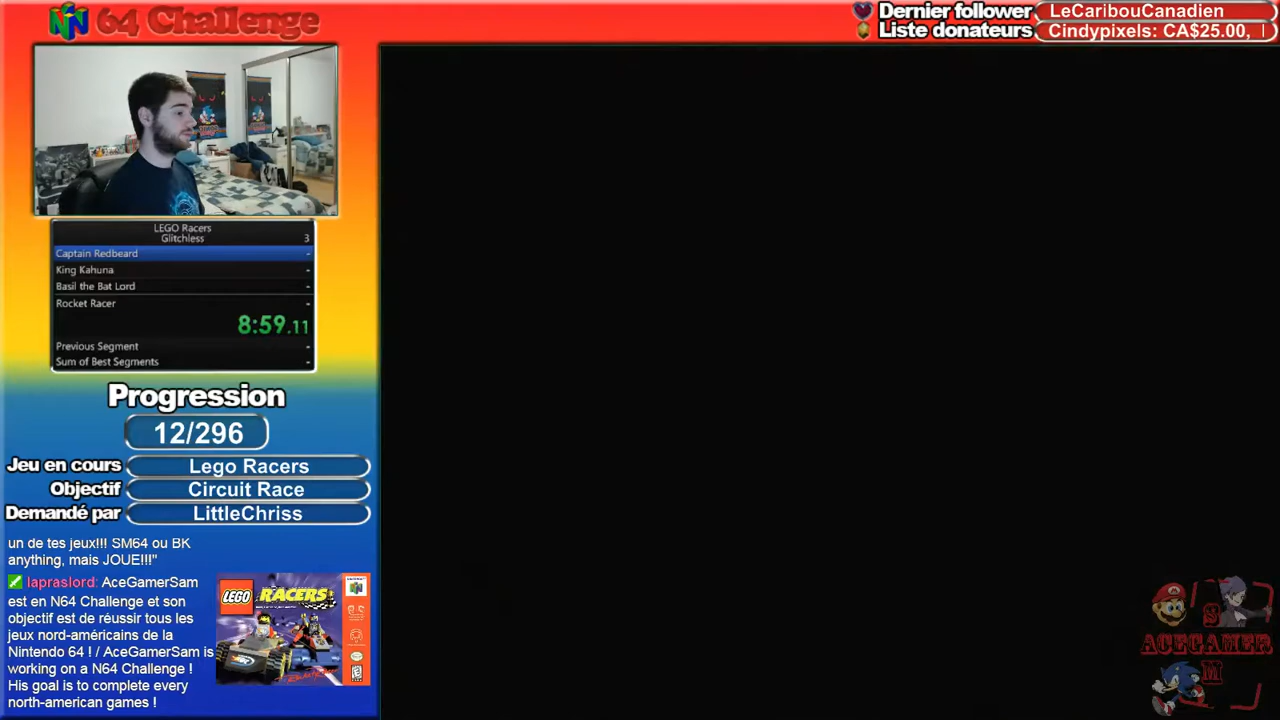 64 Challenge
Dernier follower
LeCaribouCanadien
Liste donateurs
Cindypixels: CA$25.00,
LEGO Racers
Glitchless
3
Captain Redbeard -
King Kahuna -
Basil the Bat Lord -
Rocket Racer -
8:59.11
Previous Segment -
Sum of Best Segments -
Progression
12/296
Jeu en cours
Lego Racers
Objectif
Circuit Race
Demandé par
LittleChriss
un de tes jeux!!! SM64 ou BK
anything, mais JOUE!!!"
lapraslord: AceGamerSam
est en N64 Challenge et son
objectif est de réussir tous les
jeux nord-américains de la
Nintendo 64 ! / AceGamerSam is
working on a N64 Challenge !
His goal is to complete every
north-american games !
LEGO RACERS
S
ACEGAMER
M